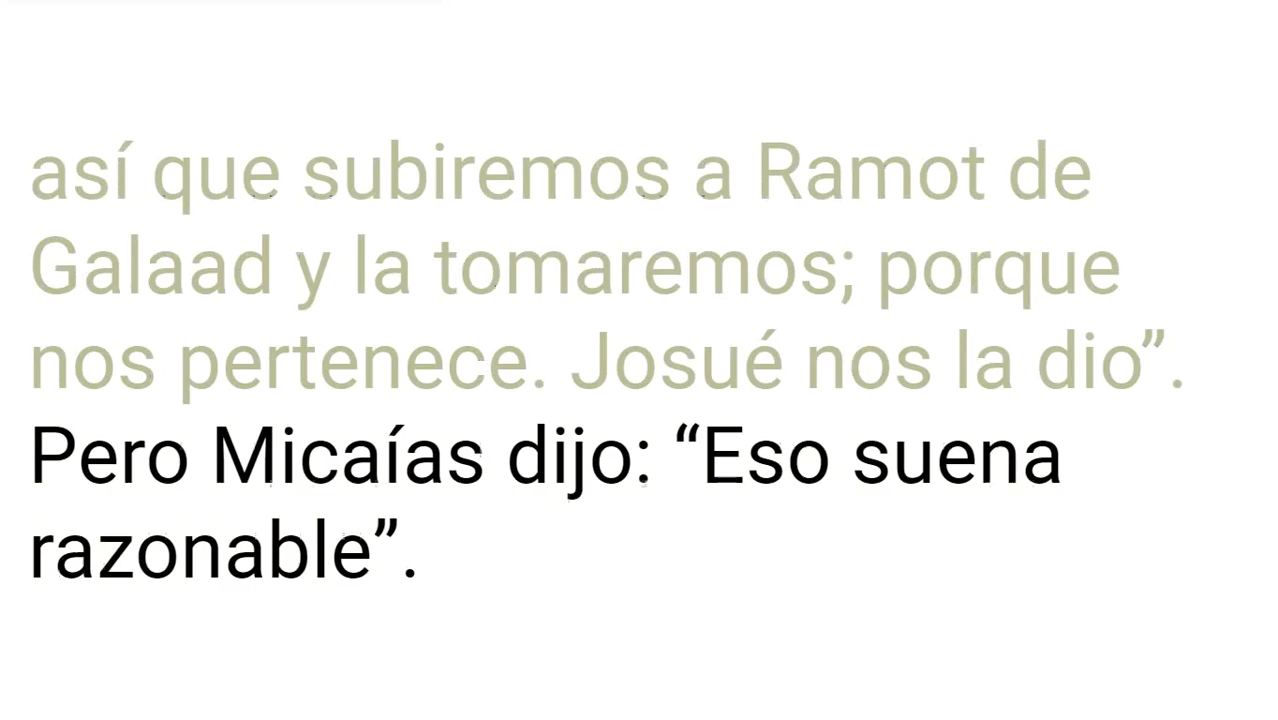 así que subiremos a Ramot de
Galaad y la tomaremos; porque
nos pertenece. Josué nos la dio”.
Pero Micaías dijo: “Eso suena
razonable”.